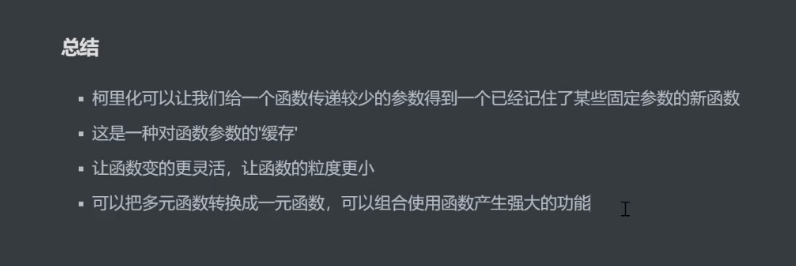 总结
柯里化可以让我们给一个函数传递较少的参数得到一个已经记住了某些固定参数的新函数
这是一种对函数参数的'缓存'
让函数变的更灵活，让函数的粒度更小
可以把多元函数转换成一元函数，可以组合使用函数产生强大的功能